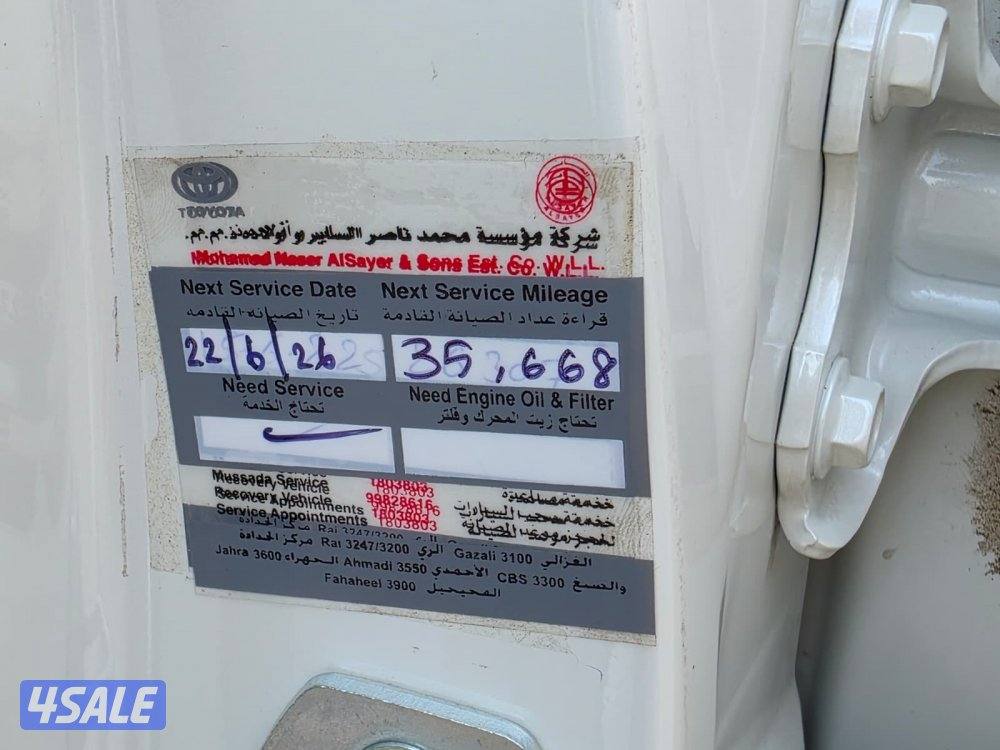 TOYOTA
شركة مؤسسة محمد ناصر الساير وأولاده ذ.م.م.
Mohamed Naser AlSayer & Sons Est. Co. W.L.L.
Next Service Date Next Service Mileage
تاريخ الصيانة القادمة قراءة عداد الصيانة القادمة
22/6/26 35,668
Need Service Need Engine Oil & Filter
تحتاج الخدمة تحتاج زيت المحرك وفلتر
Mussada Service 1803803
Recovery Vehicle 99828616
Service Appointments 1803803
الغزالي 3100 Gazali الري 3247/3200 Rai مركز الحدادة
CBS 3300 الأحمدي 3550 Ahmadi الجهراء 3600 Jahra
الفحيحيل 3900 Fahaheel
4SALE